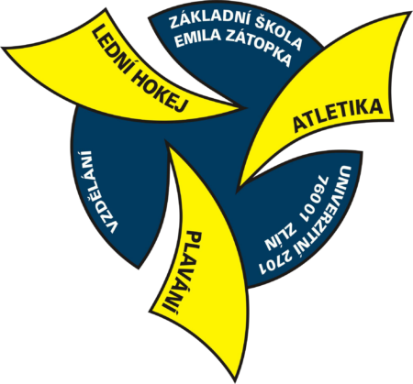 ZÁKLADNÍ ŠKOLA
EMILA ZÁTOPKA
LEDNÍ HOKEJ
ATLETIKA
VZDĚLÁNÍ
UNIVERZITNÍ 2701
76001 ZLÍN
PLAVÁNÍ